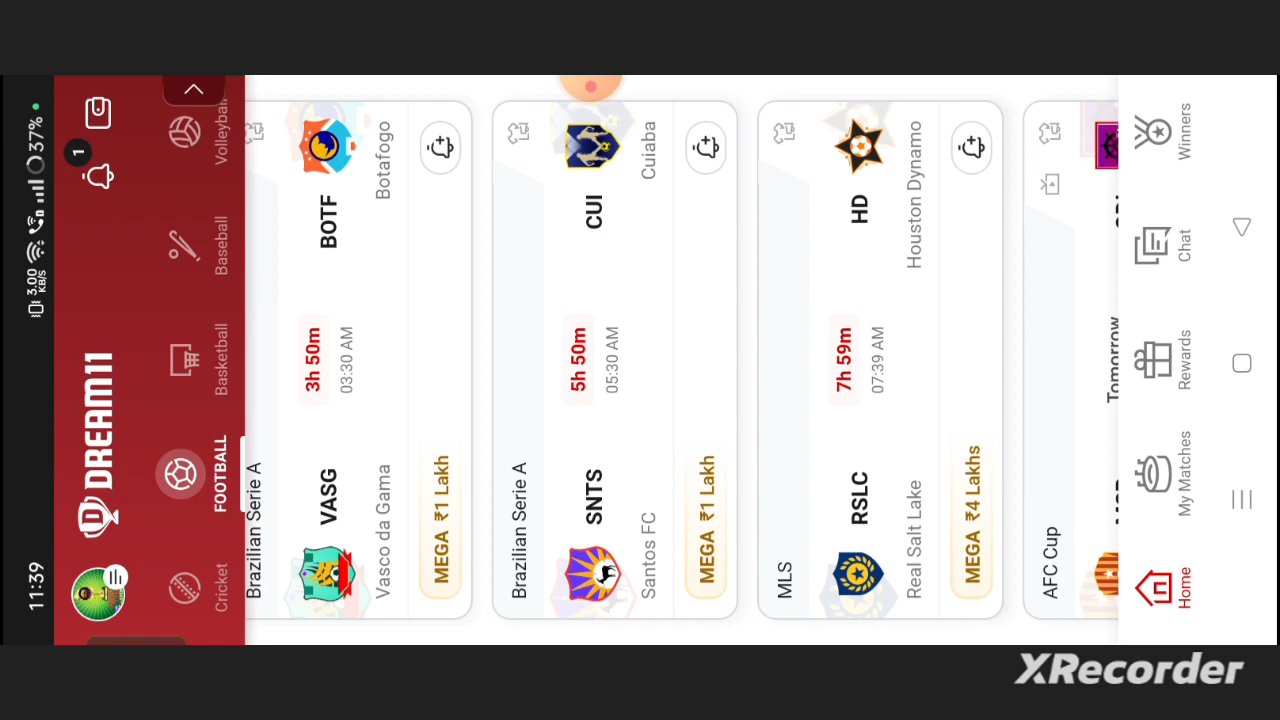 11:39
3.00 KB/S
37%
DREAM11
1
Cricket
FOOTBALL
Basketball
Baseball
Volleyball
Brazilian Serie A
VASG
3h 50m
BOTF
03:30 AM
Vasco da Gama
Botafogo
MEGA ₹1 Lakh
Brazilian Serie A
SNTS
5h 50m
CUI
05:30 AM
Santos FC
Cuiaba
MEGA ₹1 Lakh
MLS
RSLC
7h 59m
HD
07:39 AM
Real Salt Lake
Houston Dynamo
MEGA ₹4 Lakhs
AFC Cup
Tomorrow
Home
My Matches
Rewards
Chat
Winners
XRecorder